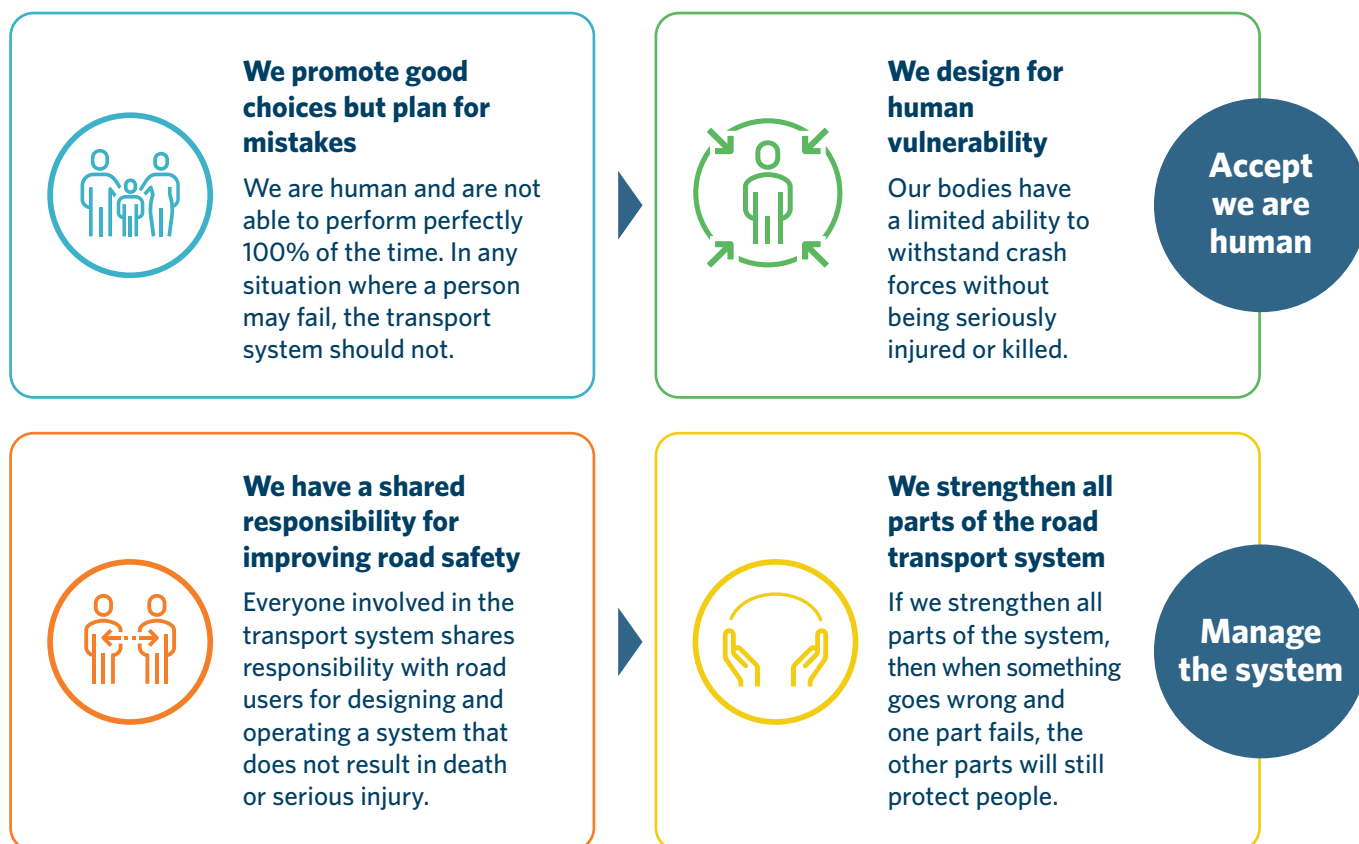 We promote good
choices but plan for
mistakes
We are human and are not
able to perform perfectly
100% of the time. In any
situation where a person
may fail, the transport
system should not.
We design for
human
vulnerability
Our bodies have
a limited ability to
withstand crash
forces without
being seriously
injured or killed.
Accept
we are
human
We have a shared
responsibility for
improving road safety
Everyone involved in the
transport system shares
responsibility with road
users for designing and
operating a system that
does not result in death
or serious injury.
We strengthen all
parts of the road
transport system
If we strengthen all
parts of the system,
then when something
goes wrong and
one part fails, the
other parts will still
protect people.
Manage
the system